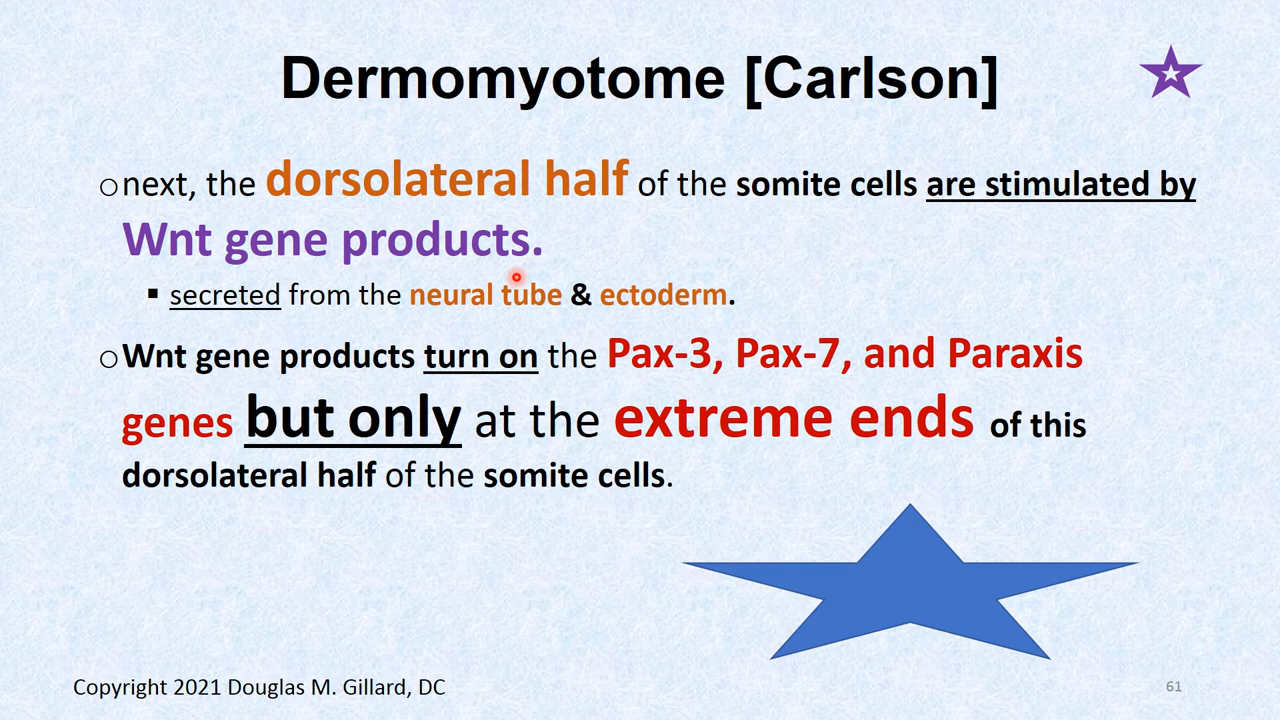 Dermomyotome [Carlson]
next, the dorsolateral half of the somite cells are stimulated by
Wnt gene products.
secreted from the neural tube & ectoderm.
Wnt gene products turn on the Pax-3, Pax-7, and Paraxis
genes but only at the extreme ends of this
dorsolateral half of the somite cells.
Copyright 2021 Douglas M. Gillard, DC
61